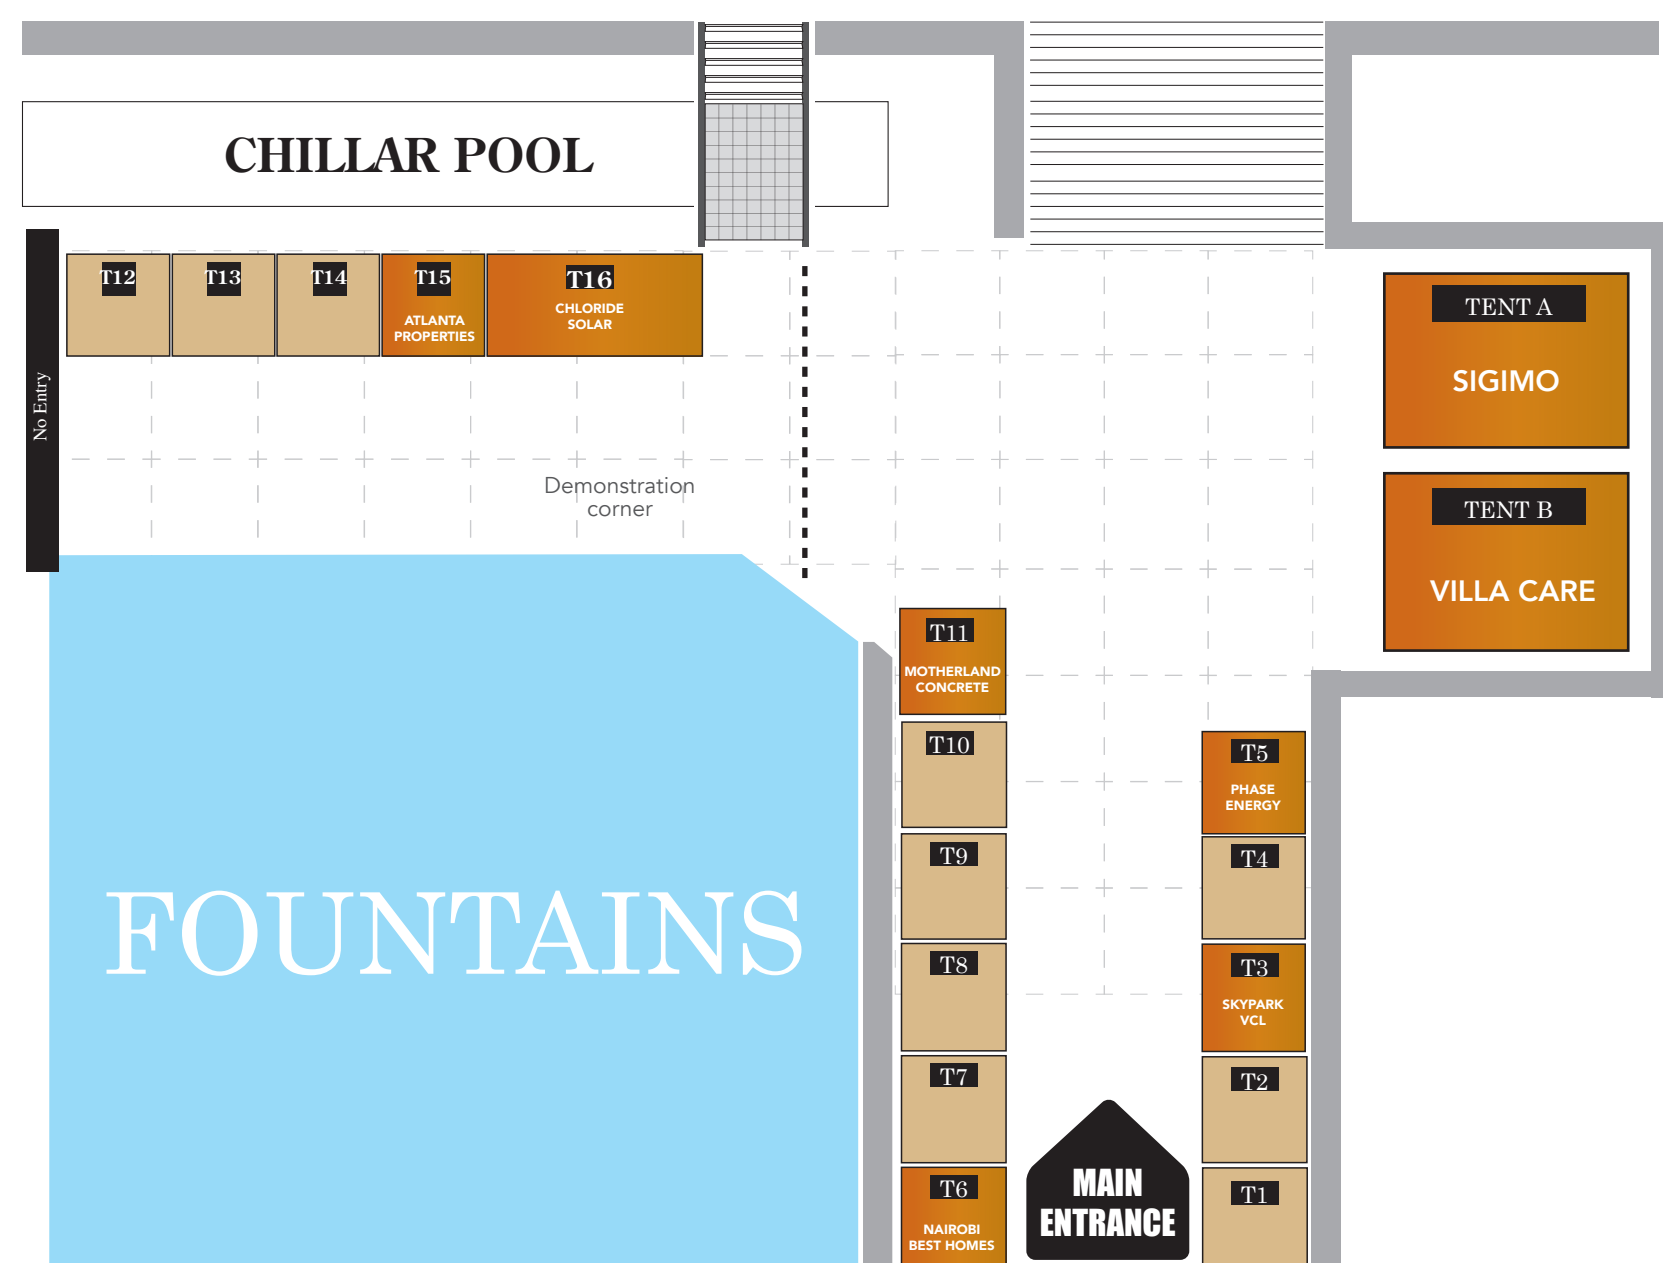 CHILLAR POOL
No Entry
T12
T13
T14
T15
ATLANTA
PROPERTIES
T16
CHLORIDE
SOLAR
TENT A
SIGIMO
TENT B
VILLA CARE
Demonstration
corner
FOUNTAINS
T11
MOTHERLAND
CONCRETE
T10
T9
T8
T7
T6
NAIROBI
BEST HOMES
T5
PHASE
ENERGY
T4
T3
SKYPARK
VCL
T2
T1
MAIN
ENTRANCE